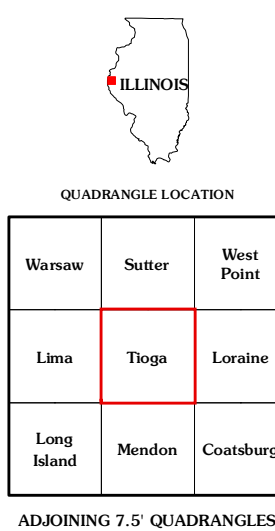 ILLINOIS
QUADRANGLE LOCATION
Warsaw
Sutter
West
Point
Lima
Tioga
Loraine
Long
Island
Mendon
Coatsburg
ADJOINING 7.5' QUADRANGLES